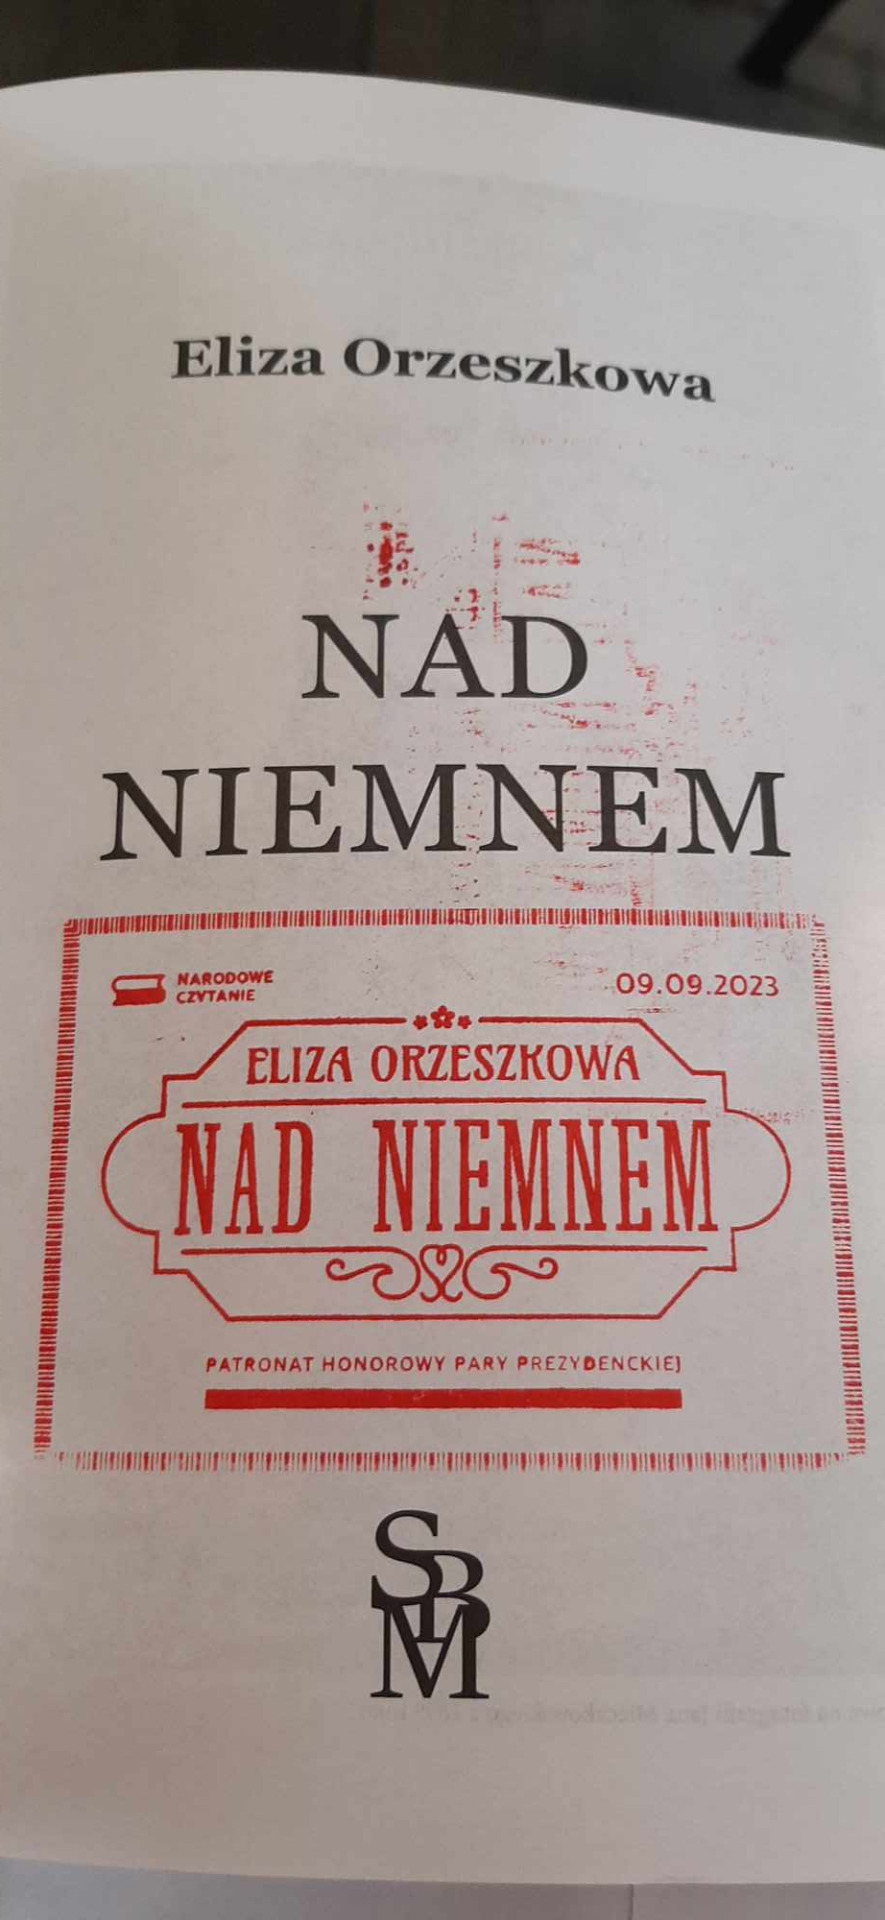 Eliza Orzeszkowa
NAD
NIEMNEM
NARODOWE
CZYTANIE
09.09.2023
ELIZA ORZESZKOWA
NAD NIEMNEM
PATRONAT HONOROWY PARY PREZYDENCKIEJ
SBM